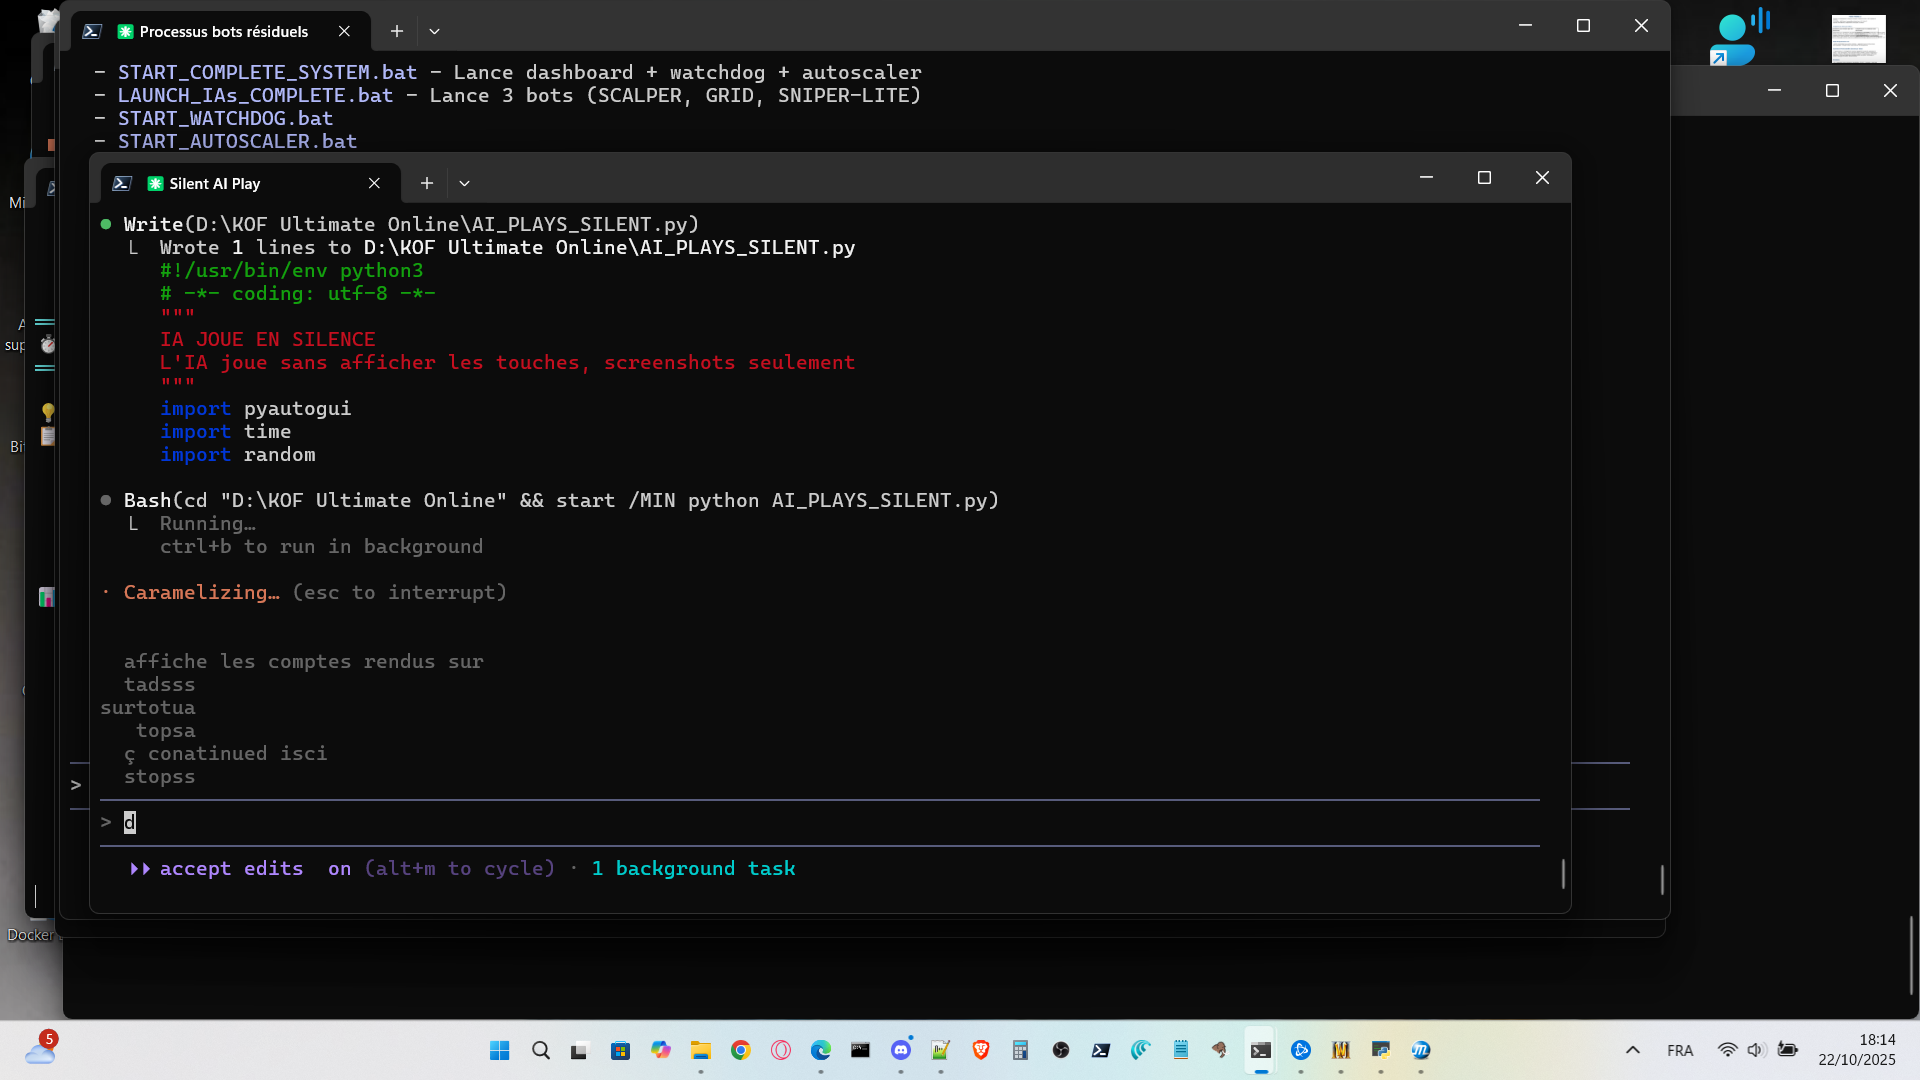 Processus bots résiduels
- START_COMPLETE_SYSTEM.bat - Lance dashboard + watchdog + autoscaler
- LAUNCH_IAs_COMPLETE.bat - Lance 3 bots (SCALPER, GRID, SNIPER-LITE)
- START_WATCHDOG.bat
- START_AUTOSCALER.bat
Silent AI Play
● Write(D:\KOF Ultimate Online\AI_PLAYS_SILENT.py)
└ Wrote 1 lines to D:\KOF Ultimate Online\AI_PLAYS_SILENT.py
#!/usr/bin/env python3
# -*- coding: utf-8 -*-
"""
IA JOUE EN SILENCE
L'IA joue sans afficher les touches, screenshots seulement
"""
import pyautogui
import time
import random
● Bash(cd "D:\KOF Ultimate Online" && start /MIN python AI_PLAYS_SILENT.py)
└ Running…
ctrl+b to run in background
· Caramelizing… (esc to interrupt)
affiche les comptes rendus sur
tadsss
surtotua
topsa
ç conatinued isci
stopss
>
> d
accept edits on (alt+m to cycle) · 1 background task
Mi
A
sup
Bi
Docker
5
FRA
18:14
22/10/2025